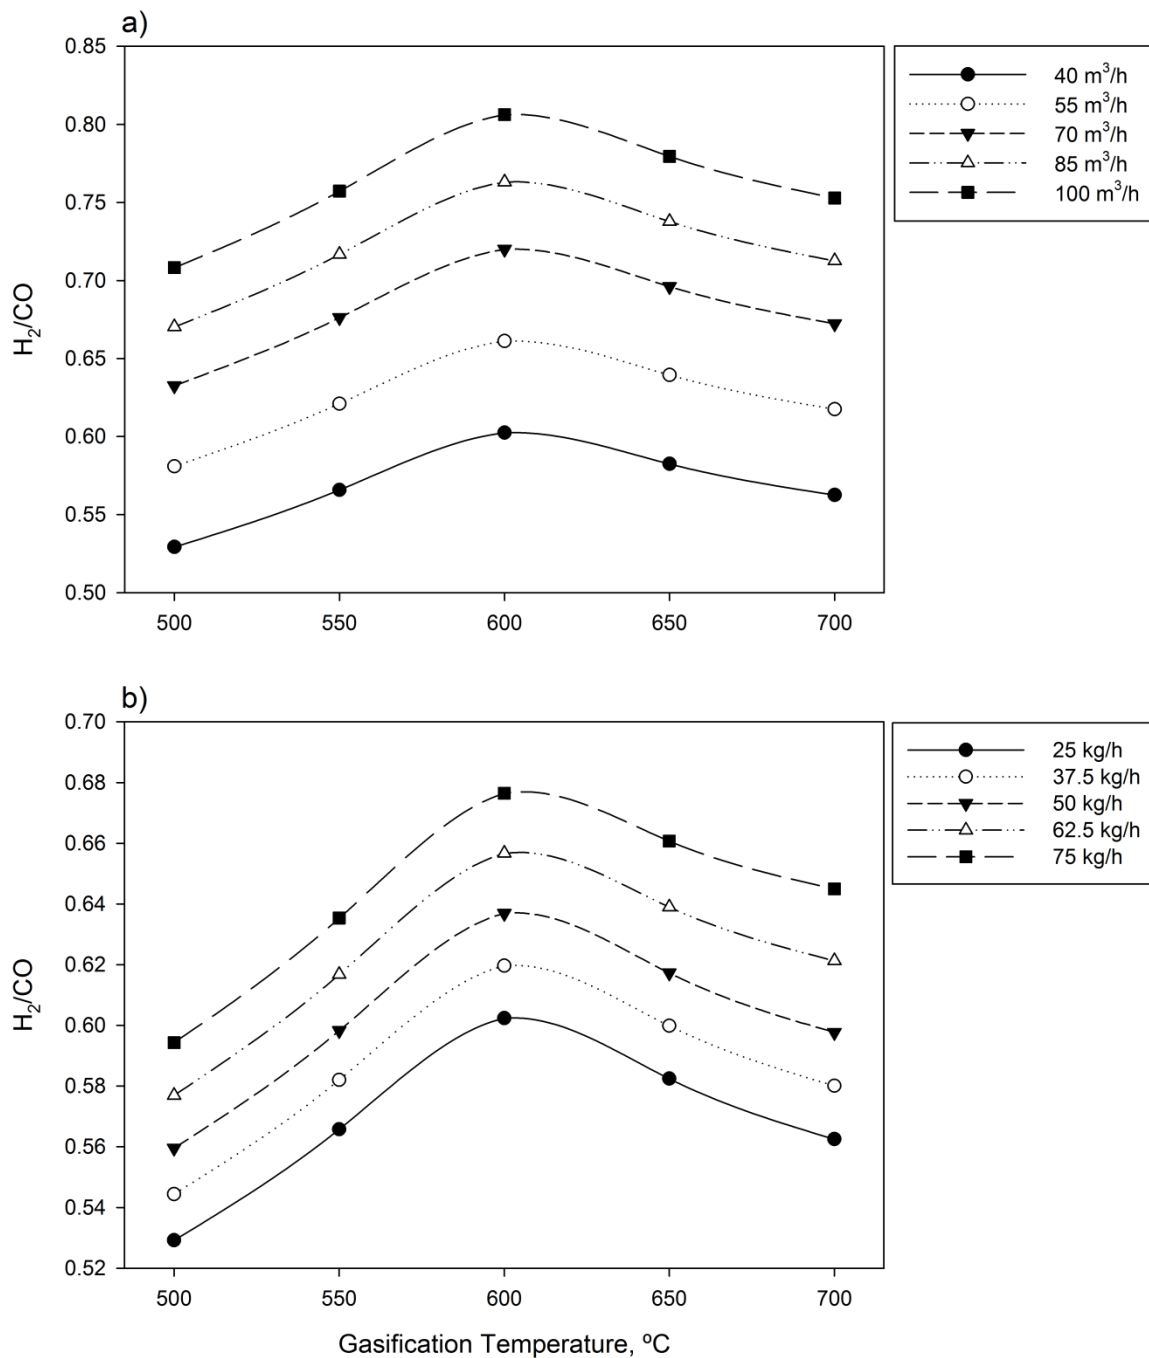 a)
0.85
0.80
0.75
0.70
0.65
0.60
0.55
0.50
H₂/CO
500 550 600 650 700
40 m³/h
55 m³/h
70 m³/h
85 m³/h
100 m³/h
b)
0.70
0.68
0.66
0.64
0.62
0.60
0.58
0.56
0.54
0.52
H₂/CO
500 550 600 650 700
25 kg/h
37.5 kg/h
50 kg/h
62.5 kg/h
75 kg/h
Gasification Temperature, ºC